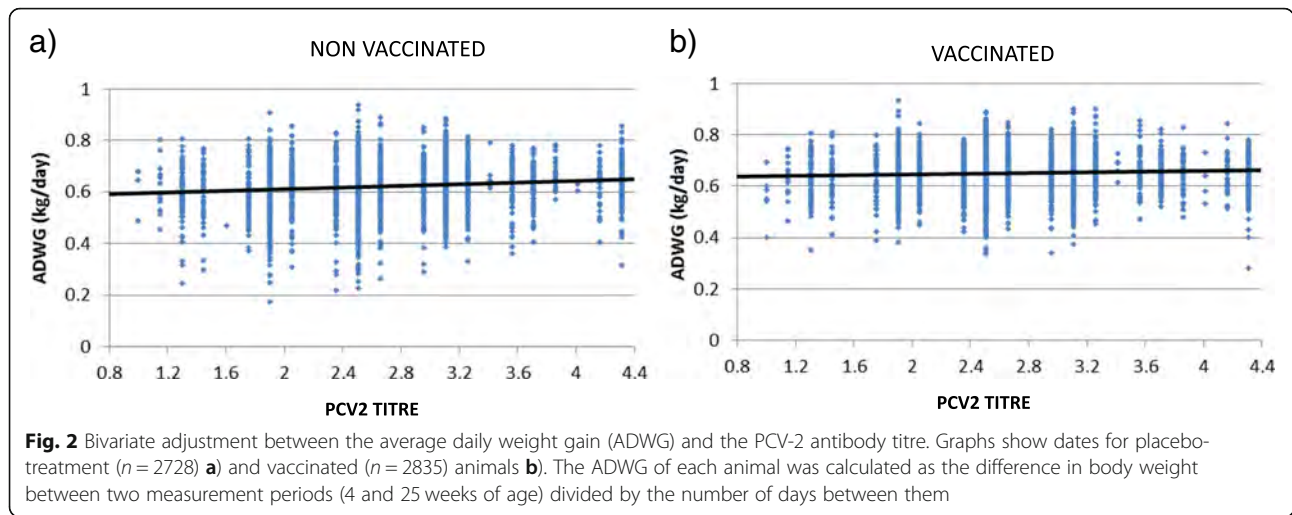 a)
NON VACCINATED
ADWG (kg/day)
1
0.8
0.6
0.4
0.2
0
0.8 1.2 1.6 2 2.4 2.8 3.2 3.6 4 4.4
PCV2 TITRE
b)
VACCINATED
ADWG (kg/day)
1
0.8
0.6
0.4
0.2
0
0.8 1.2 1.6 2 2.4 2.8 3.2 3.6 4 4.4
PCV2 TITRE
Fig. 2 Bivariate adjustment between the average daily weight gain (ADWG) and the PCV-2 antibody titre. Graphs show dates for placebo-
treatment (n = 2728) a) and vaccinated (n = 2835) animals b). The ADWG of each animal was calculated as the difference in body weight
between two measurement periods (4 and 25 weeks of age) divided by the number of days between them